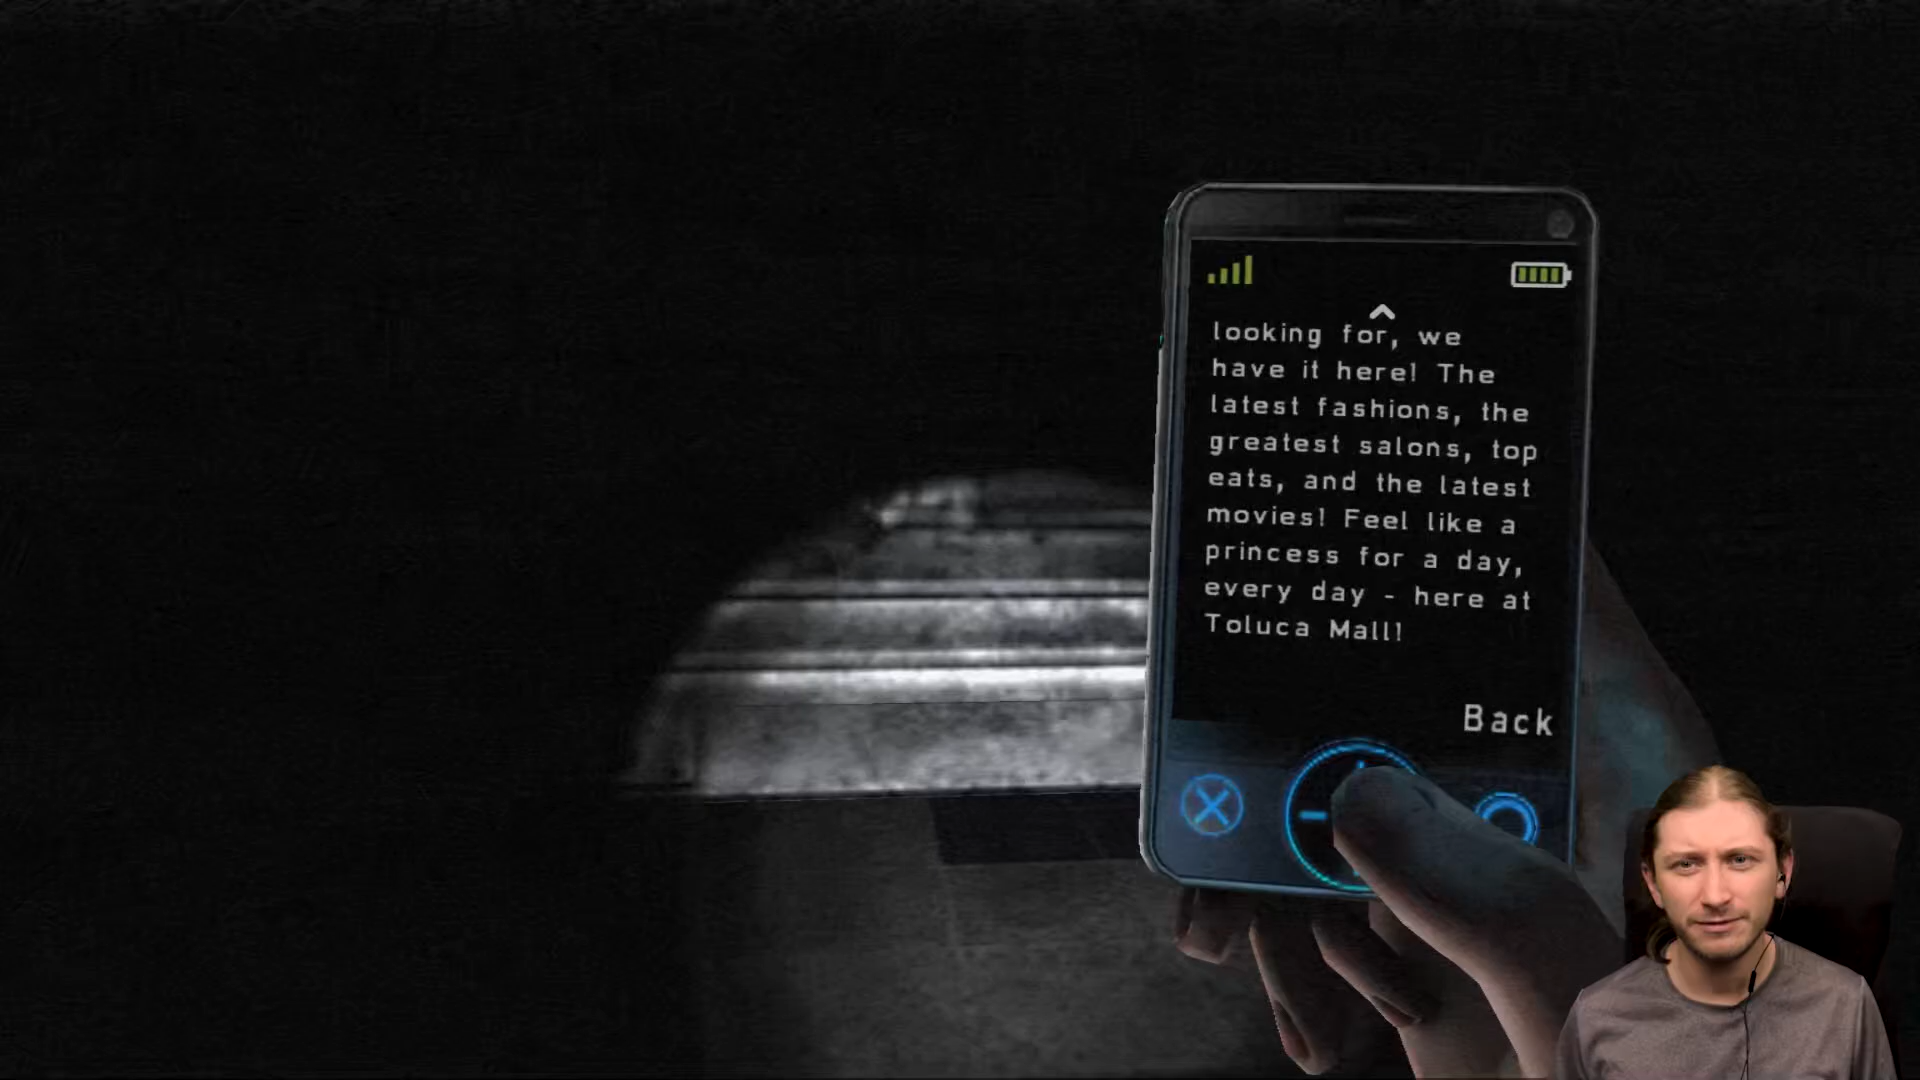 looking for, we
have it here! The
latest fashions, the
greatest salons, top
eats, and the latest
movies! Feel like a
princess for a day,
every day - here at
Toluca Mall!
Back